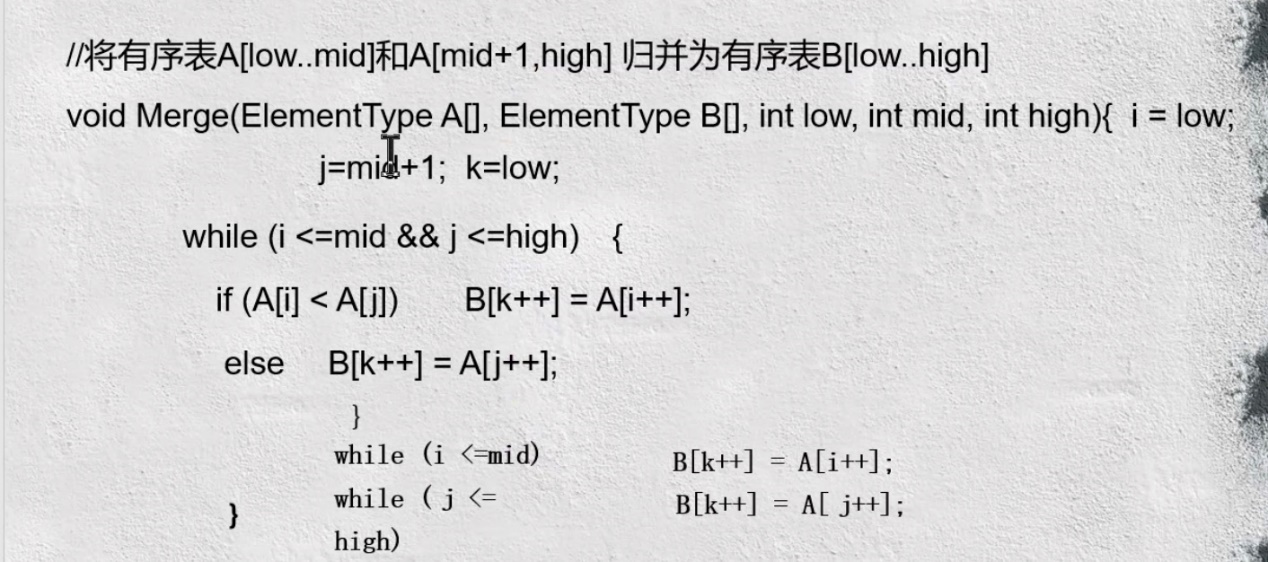 //将有序表A[low..mid]和A[mid+1,high] 归并为有序表B[low..high]
void Merge(ElementType A[], ElementType B[], int low, int mid, int high){ i = low;
j=mid+1; k=low;
while (i <=mid && j <=high) {
if (A[i] < A[j]) B[k++] = A[i++];
else B[k++] = A[j++];
}
while (i <=mid) B[k++] = A[i++];
while ( j <= B[k++] = A[ j++];
high)
}